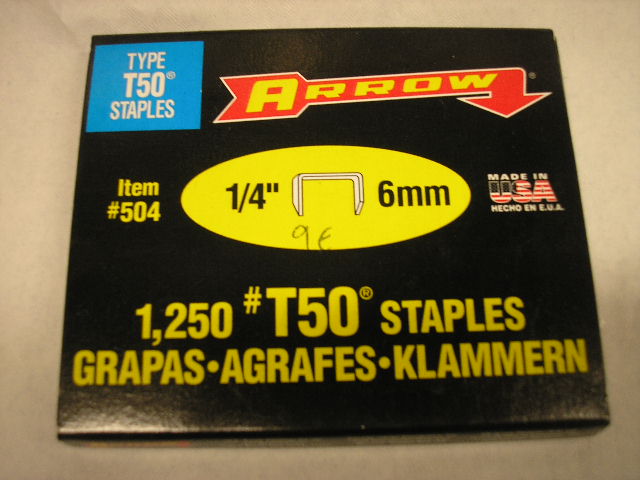 TYPE
T50®
STAPLES
ARROW®
Item
#504
1/4" 6mm
MADE IN
USA
HECHO EN E.U.A.
9€
1,250 #T50® STAPLES
GRAPAS•AGRAFES•KLAMMERN